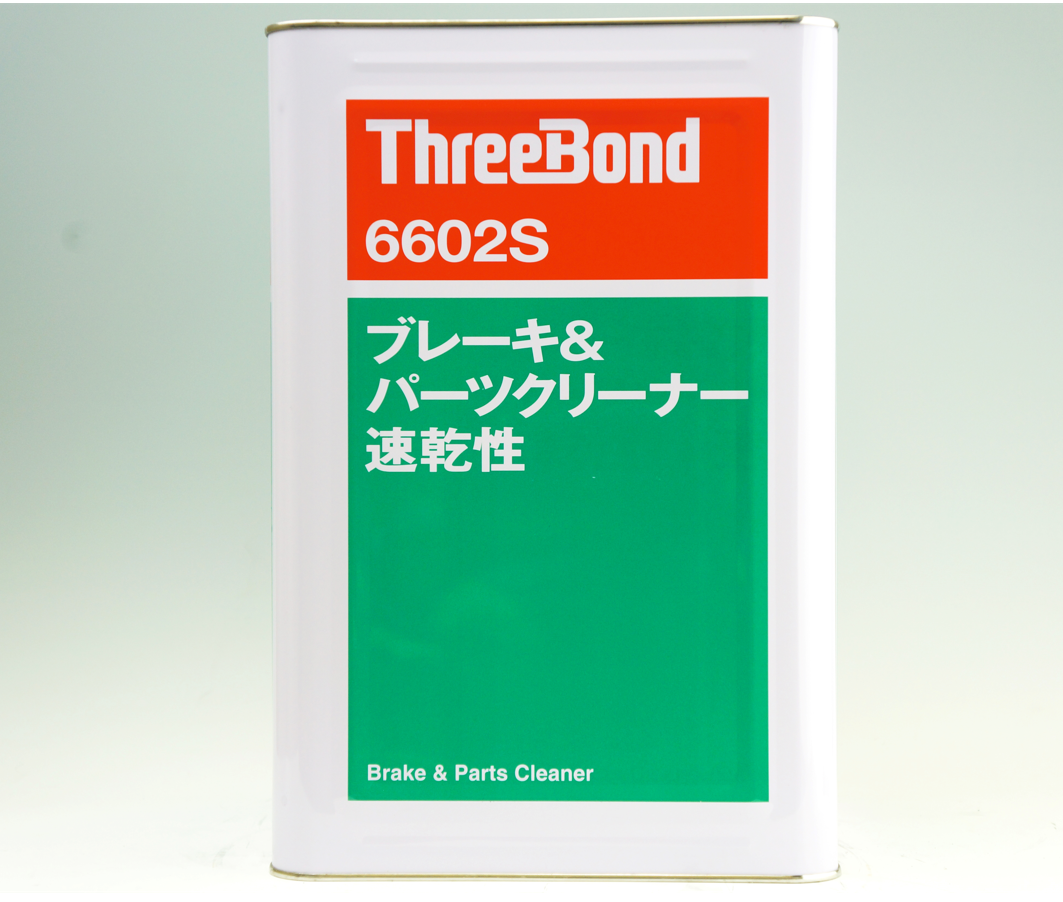 ThreeBond
6602S
ブレーキ&
パーツクリーナー
速乾性
Brake & Parts Cleaner